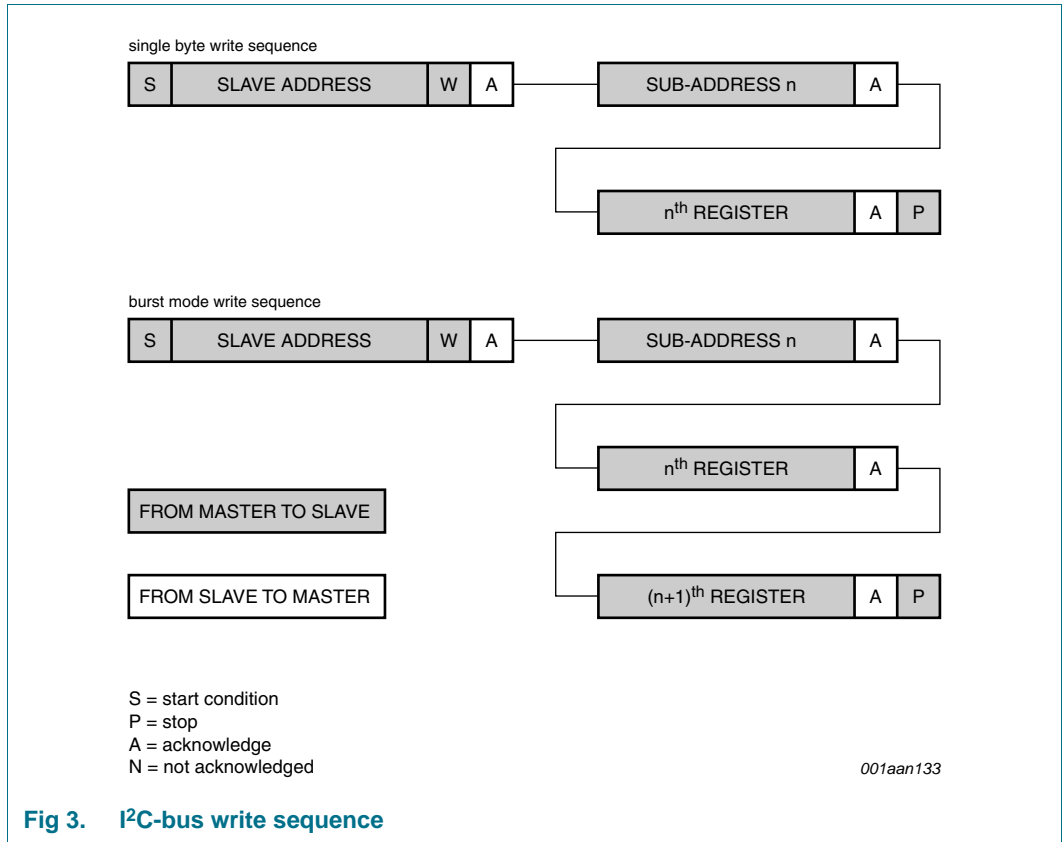 single byte write sequence
S SLAVE ADDRESS W A SUB-ADDRESS n A
nth REGISTER A P
burst mode write sequence
S SLAVE ADDRESS W A SUB-ADDRESS n A
nth REGISTER A
FROM MASTER TO SLAVE
FROM SLAVE TO MASTER
(n+1)th REGISTER A P
S = start condition
P = stop
A = acknowledge
N = not acknowledged
001aan133
Fig 3. I2C-bus write sequence